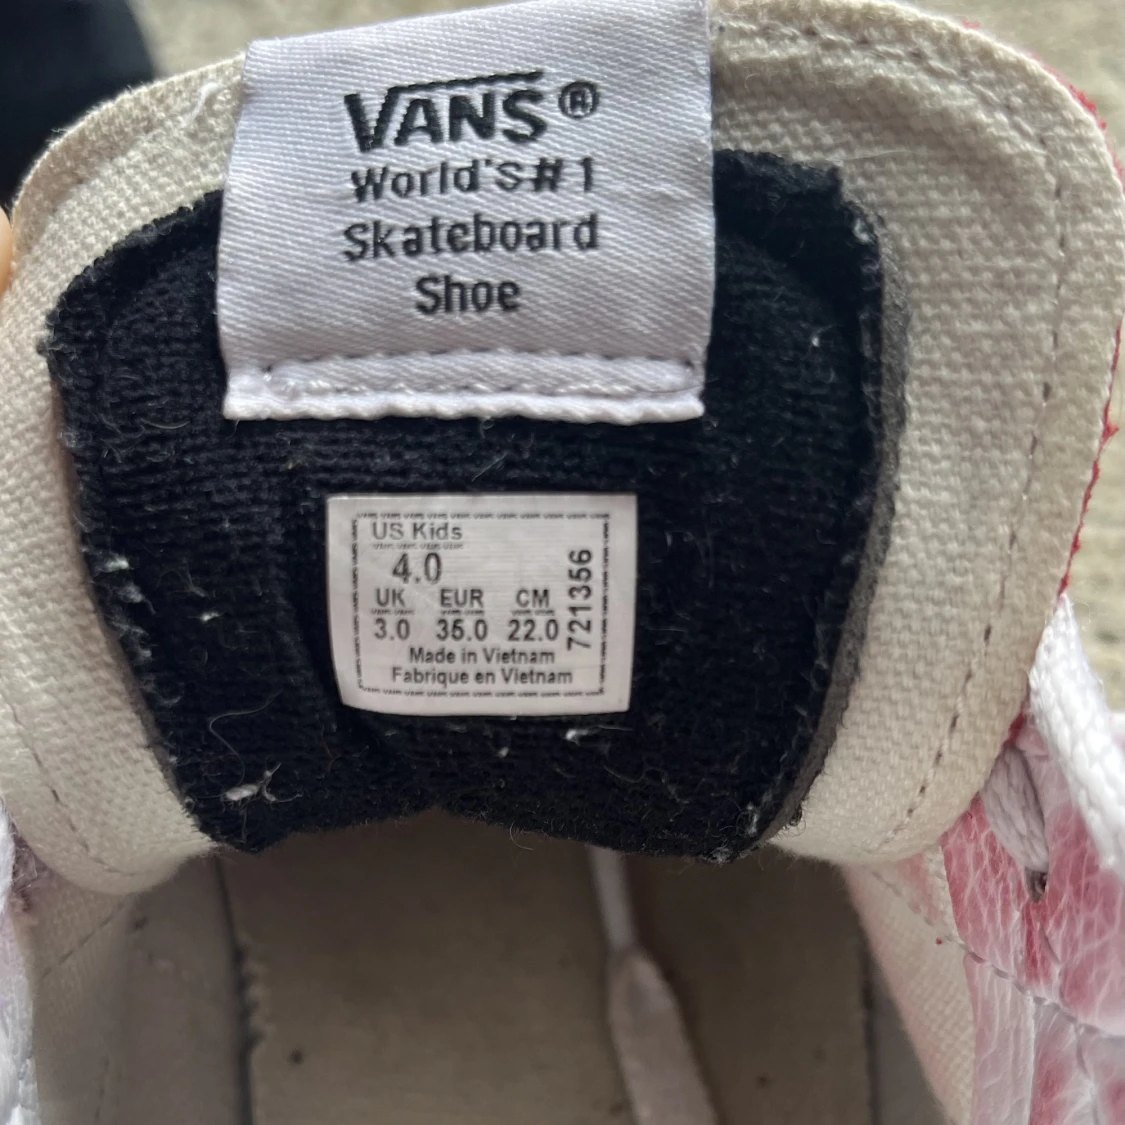 VANS®
World's #1
Skateboard
Shoe
US Kids
4.0
UK EUR CM
3.0 35.0 22.0
Made in Vietnam
Fabrique en Vietnam
721356